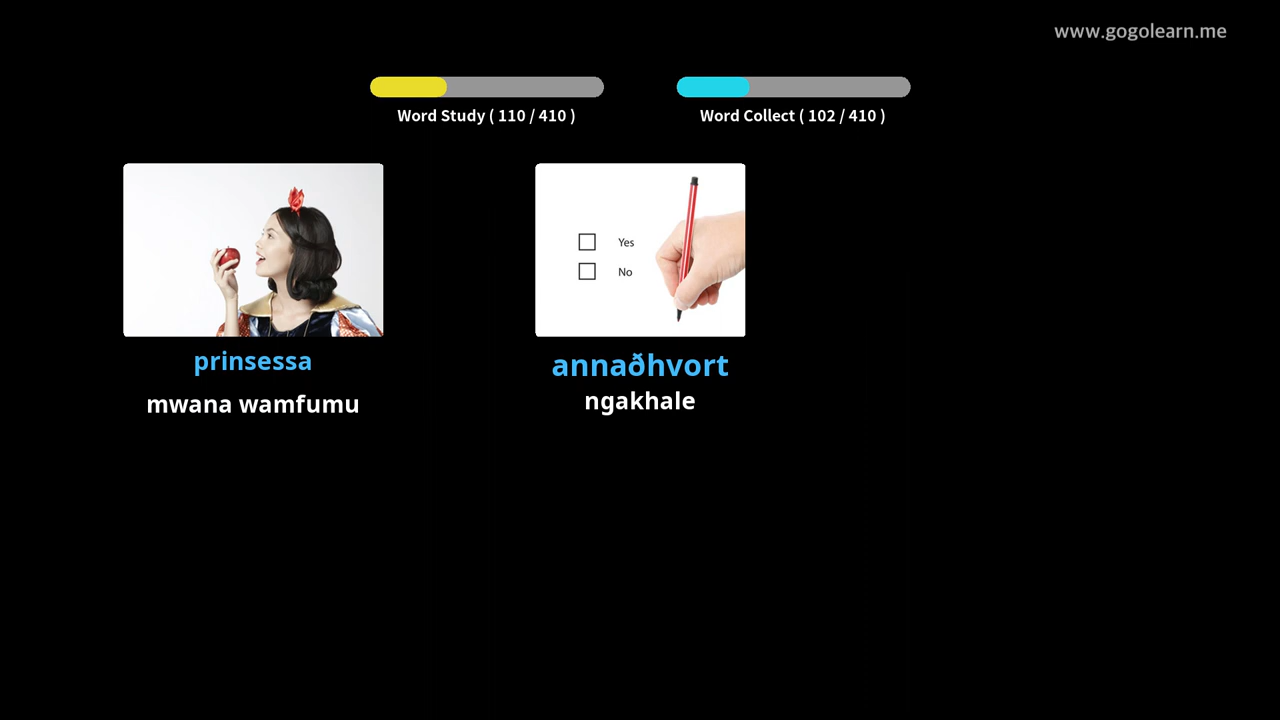 www.gogolearn.me
Word Study ( 110 / 410 )
Word Collect ( 102 / 410 )
Yes
No
prinsessa
mwana wamfumu
annaðhvort
ngakhale